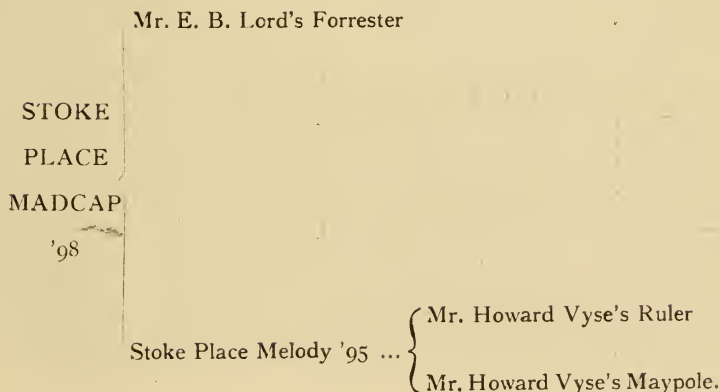 Mr. E. B. Lord's Forrester
STOKE
PLACE
MADCAP
'98
Mr. Howard Vyse's Ruler
Stoke Place Melody '95 ...
Mr. Howard Vyse's Maypole.